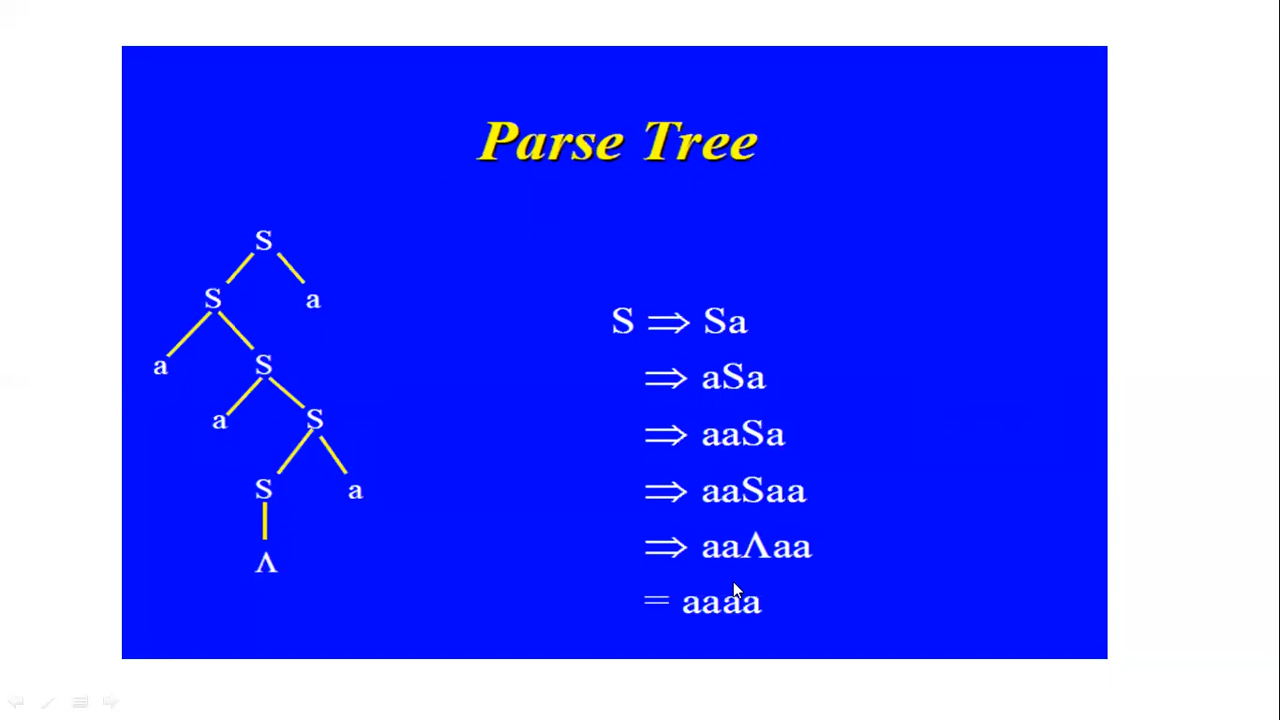 Parse Tree
S
S a
a S
a S
S a
Λ
S ⇒ Sa
⇒ aSa
⇒ aaSa
⇒ aaSaa
⇒ aaΛaa
= aaaa